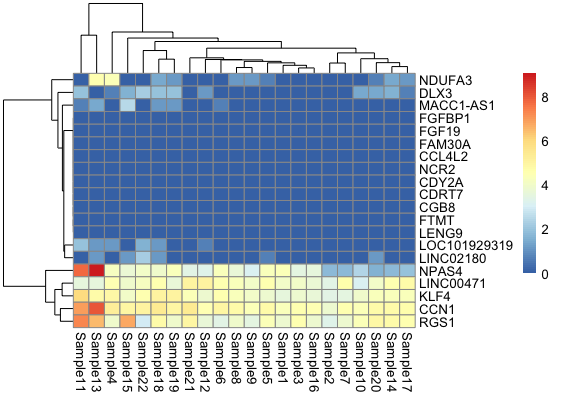 NDUFA3
DLX3
MACC1-AS1
FGFBP1
FGF19
FAM30A
CCL4L2
NCR2
CDY2A
CDRT7
CGB8
FTMT
LENG9
LOC101929319
LINC02180
NPAS4
LINC00471
KLF4
CCN1
RGS1
8
6
4
2
0
Sample11
Sample13
Sample4
Sample15
Sample22
Sample18
Sample19
Sample21
Sample12
Sample6
Sample8
Sample9
Sample5
Sample1
Sample3
Sample16
Sample2
Sample7
Sample10
Sample20
Sample14
Sample17